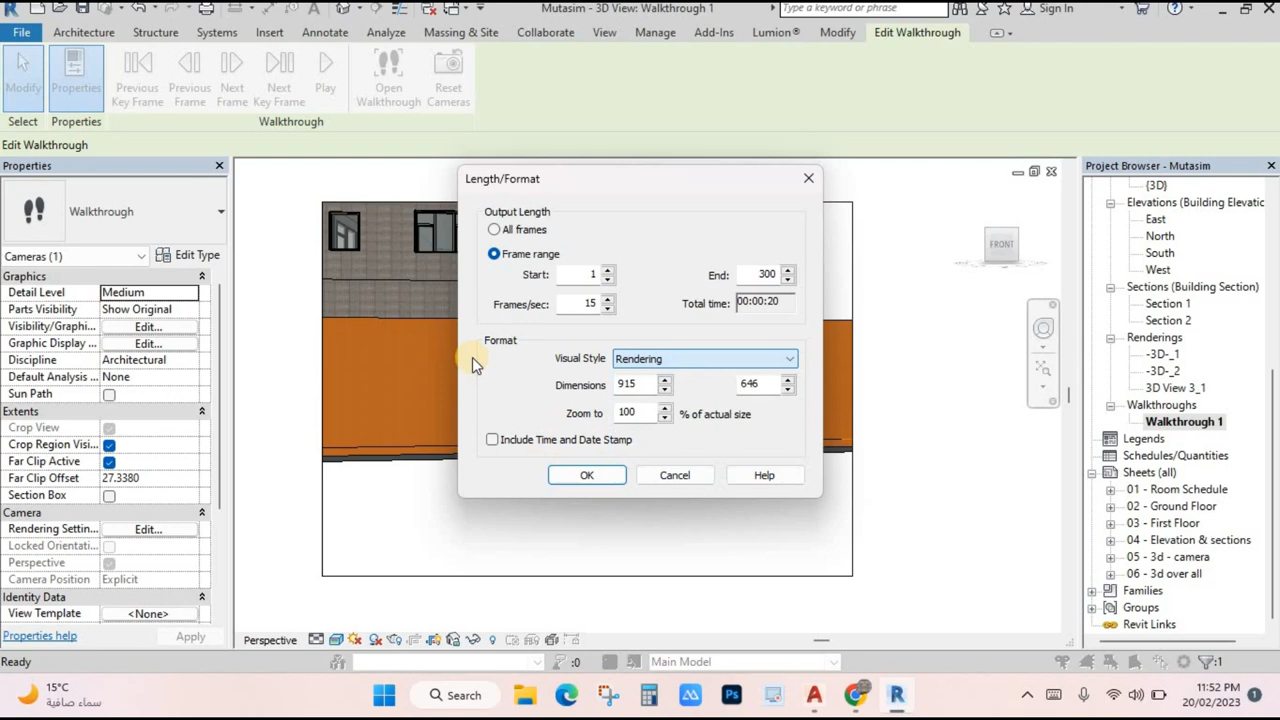 Mutasim - 3D View: Walkthrough 1
Type a keyword or phrase
Sign In
File Architecture Structure Systems Insert Annotate Analyze Massing & Site Collaborate View Manage Add-Ins Lumion® Modify Edit Walkthrough
Modify Properties Previous Key Frame Previous Frame Next Frame Next Key Frame Play Open Walkthrough Reset Cameras
Select Properties Walkthrough
Edit Walkthrough
Properties
Walkthrough
Cameras (1) Edit Type
Graphics
Detail Level Medium
Parts Visibility Show Original
Visibility/Graphi... Edit...
Graphic Display ... Edit...
Discipline Architectural
Default Analysis ... None
Sun Path
Extents
Crop View
Crop Region Visi...
Far Clip Active
Far Clip Offset 27.3380
Section Box
Camera
Rendering Settin... Edit...
Locked Orientati...
Perspective
Camera Position Explicit
Identity Data
View Template <None>
Properties help Apply
Length/Format
Output Length
All frames
Frame range
Start: 1 End: 300
Frames/sec: 15 Total time: 00:00:20
Format
Visual Style Rendering
Dimensions 915 646
Zoom to 100 % of actual size
Include Time and Date Stamp
OK Cancel Help
FRONT
Perspective
Project Browser - Mutasim
{3D}
Elevations (Building Elevatic
East
North
South
West
Sections (Building Section)
Section 1
Section 2
Renderings
-3D-_1
-3D-_2
3D View 3_1
Walkthroughs
Walkthrough 1
Legends
Schedules/Quantities
Sheets (all)
01 - Room Schedule
02 - Ground Floor
03 - First Floor
04 - Elevation & sections
05 - 3d - camera
06 - 3d over all
Families
Groups
Revit Links
Ready :0 Main Model :1
15°C
سماء صافية
Search
Ps
11:52 PM
20/02/2023